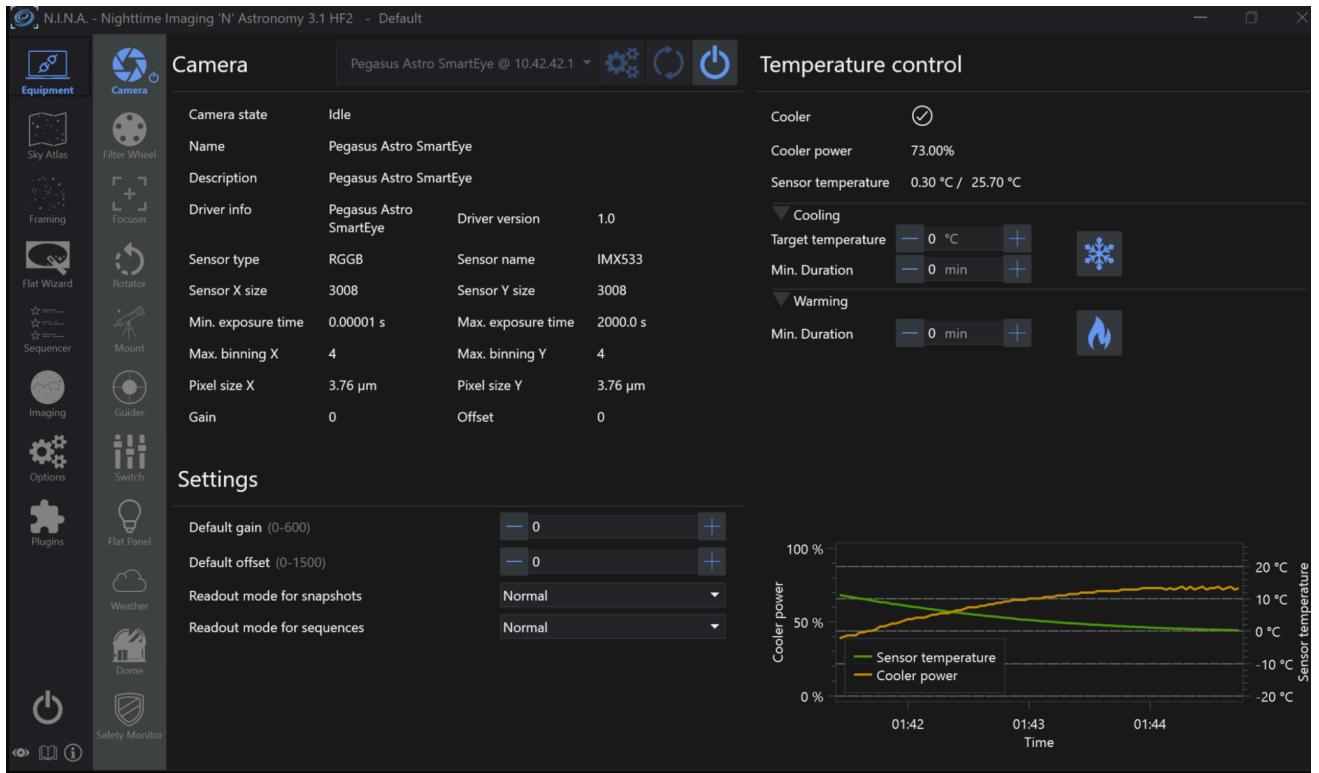 N.I.N.A. - Nighttime Imaging 'N' Astronomy 3.1 HF2 - Default
Equipment
Sky Atlas
Framing
Flat Wizard
Sequencer
Imaging
Options
Plugins
Camera
Filter Wheel
Focuser
Rotator
Mount
Guider
Switch
Flat Panel
Weather
Dome
Safety Monitor
Camera
Pegasus Astro SmartEye @ 10.42.42.1
Camera state Idle
Name Pegasus Astro SmartEye
Description Pegasus Astro SmartEye
Driver info Pegasus Astro SmartEye Driver version 1.0
Sensor type RGGB Sensor name IMX533
Sensor X size 3008 Sensor Y size 3008
Min. exposure time 0.00001 s Max. exposure time 2000.0 s
Max. binning X 4 Max. binning Y 4
Pixel size X 3.76 µm Pixel size Y 3.76 µm
Gain 0 Offset 0
Settings
Default gain (0-600) 0
Default offset (0-1500) 0
Readout mode for snapshots Normal
Readout mode for sequences Normal
Temperature control
Cooler
Cooler power 73.00%
Sensor temperature 0.30 °C / 25.70 °C
Cooling
Target temperature 0 °C
Min. Duration 0 min
Warming
Min. Duration 0 min
100 %
50 %
0 %
Cooler power
Sensor temperature
Cooler power
20 °C
10 °C
0 °C
-10 °C
-20 °C
Sensor temperature
01:42 01:43 01:44
Time